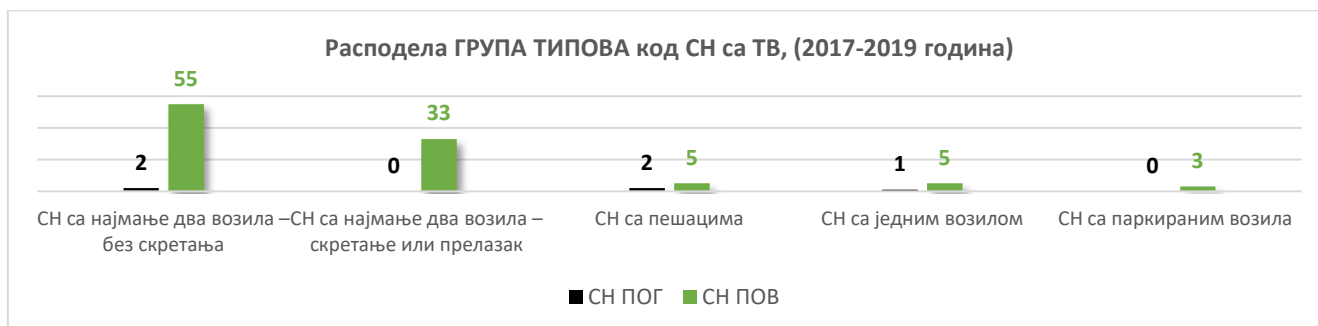 Расподела ГРУПА ТИПОВА код СН са ТВ, (2017-2019 година)
55
33
2
0
2
5
1
5
0
3
СН са најмање два возила –
без скретања
СН са најмање два возила –
скретање или прелазак
СН са пешацима
СН са једним возилом
СН са паркираним возила
СН ПОГ
СН ПОВ